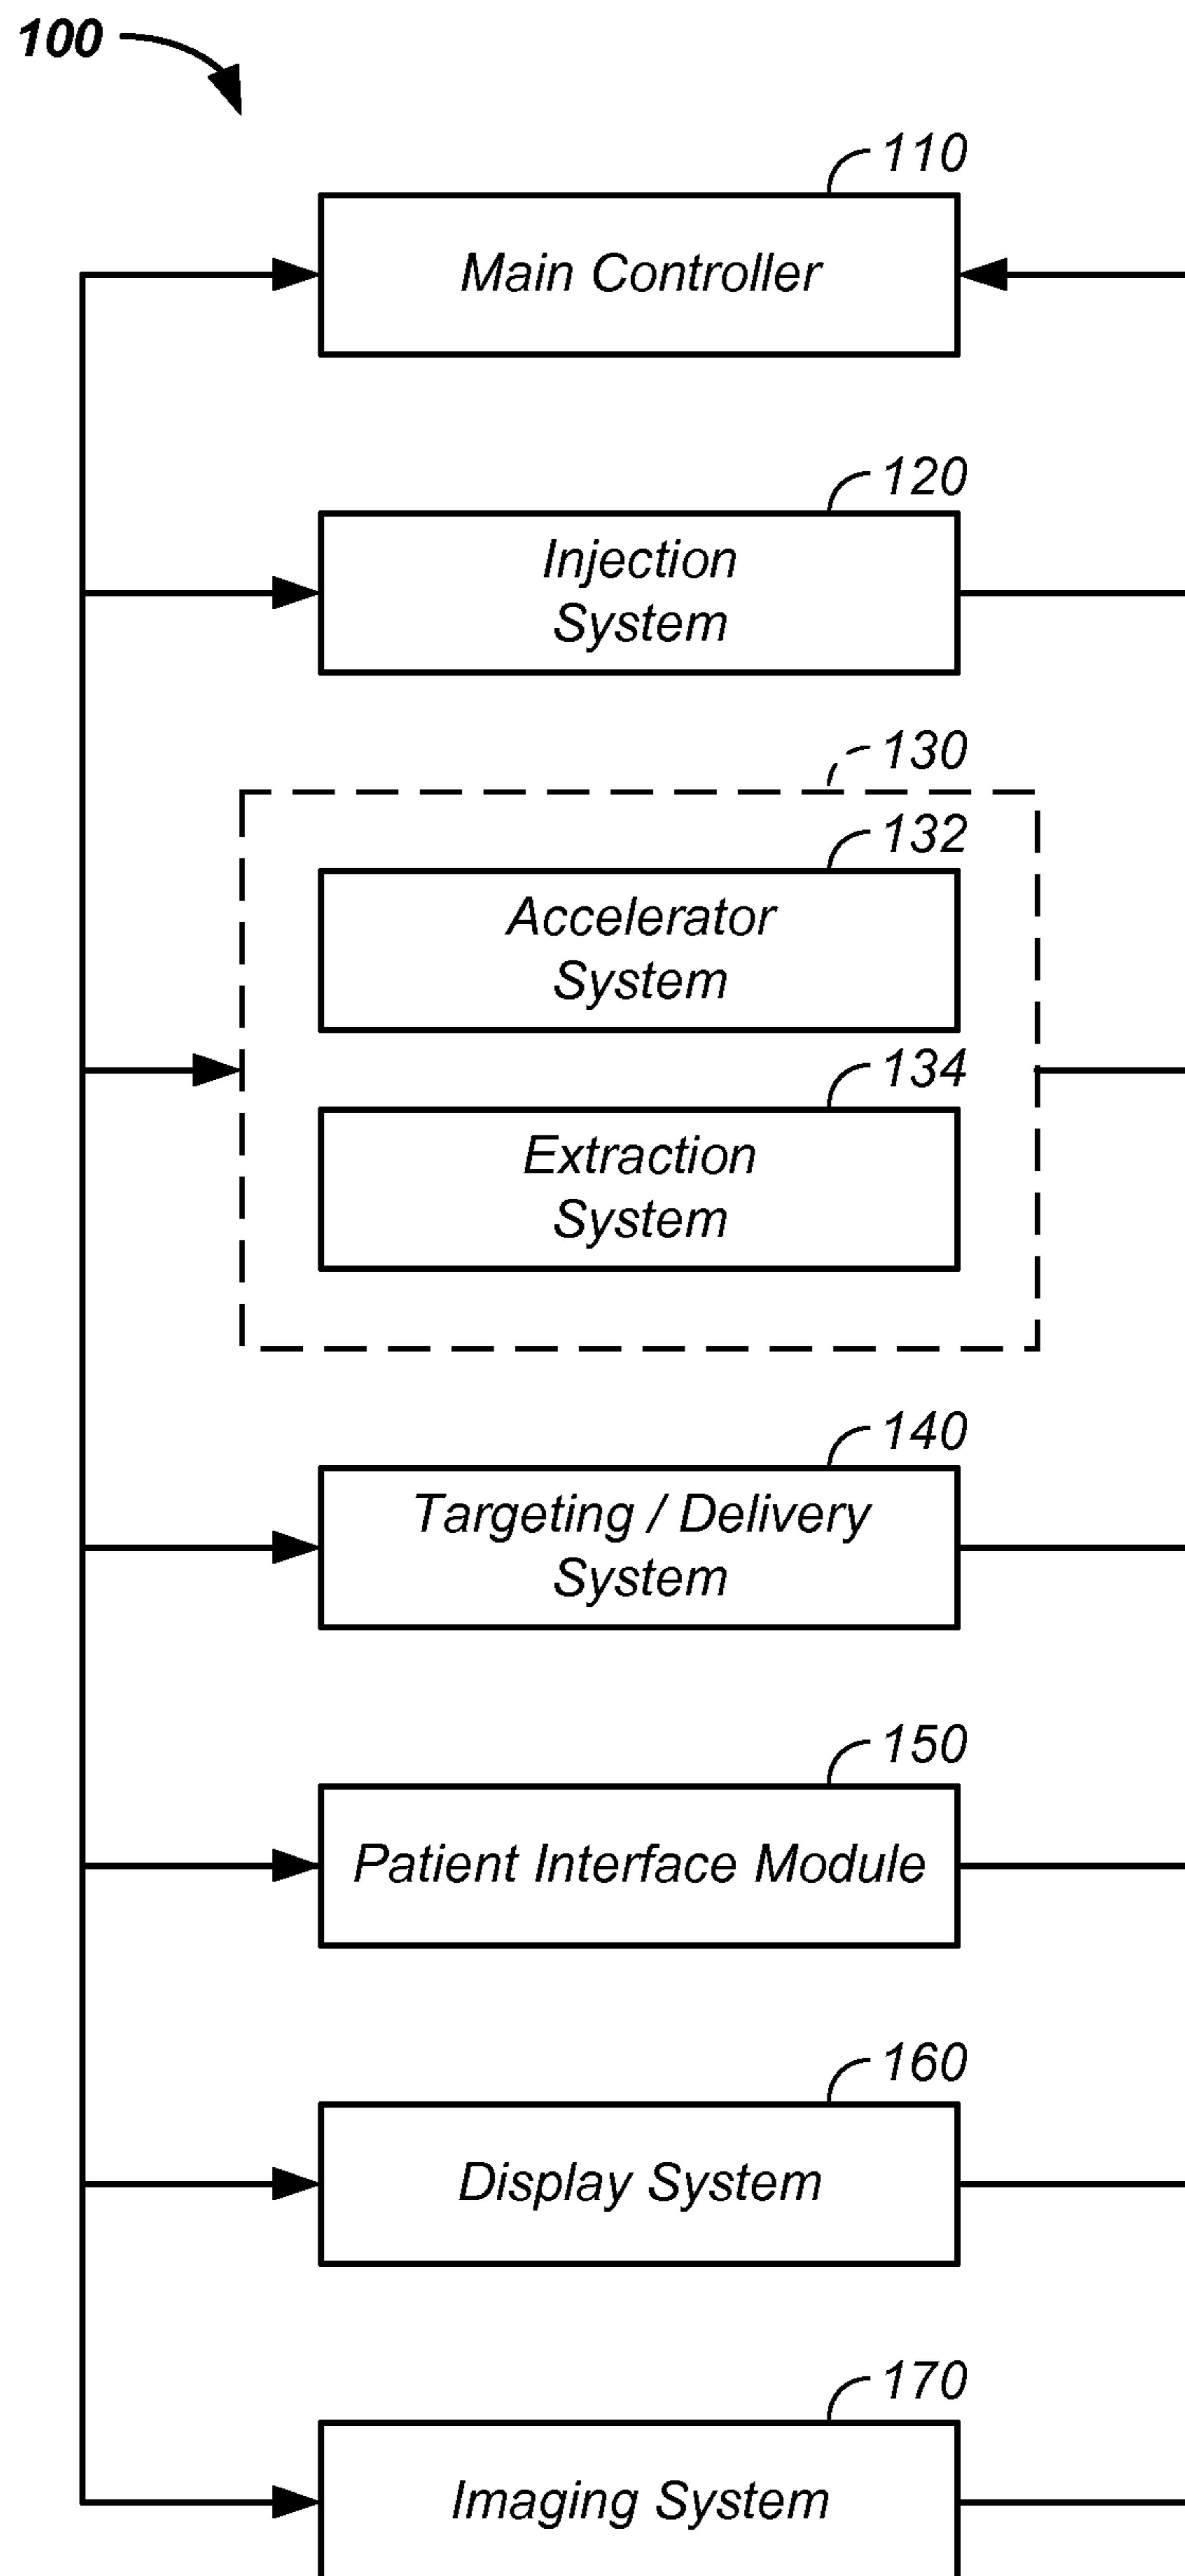 100
110
Main Controller
120
Injection
System
130
132
Accelerator
System
134
Extraction
System
140
Targeting / Delivery
System
150
Patient Interface Module
160
Display System
170
Imaging System